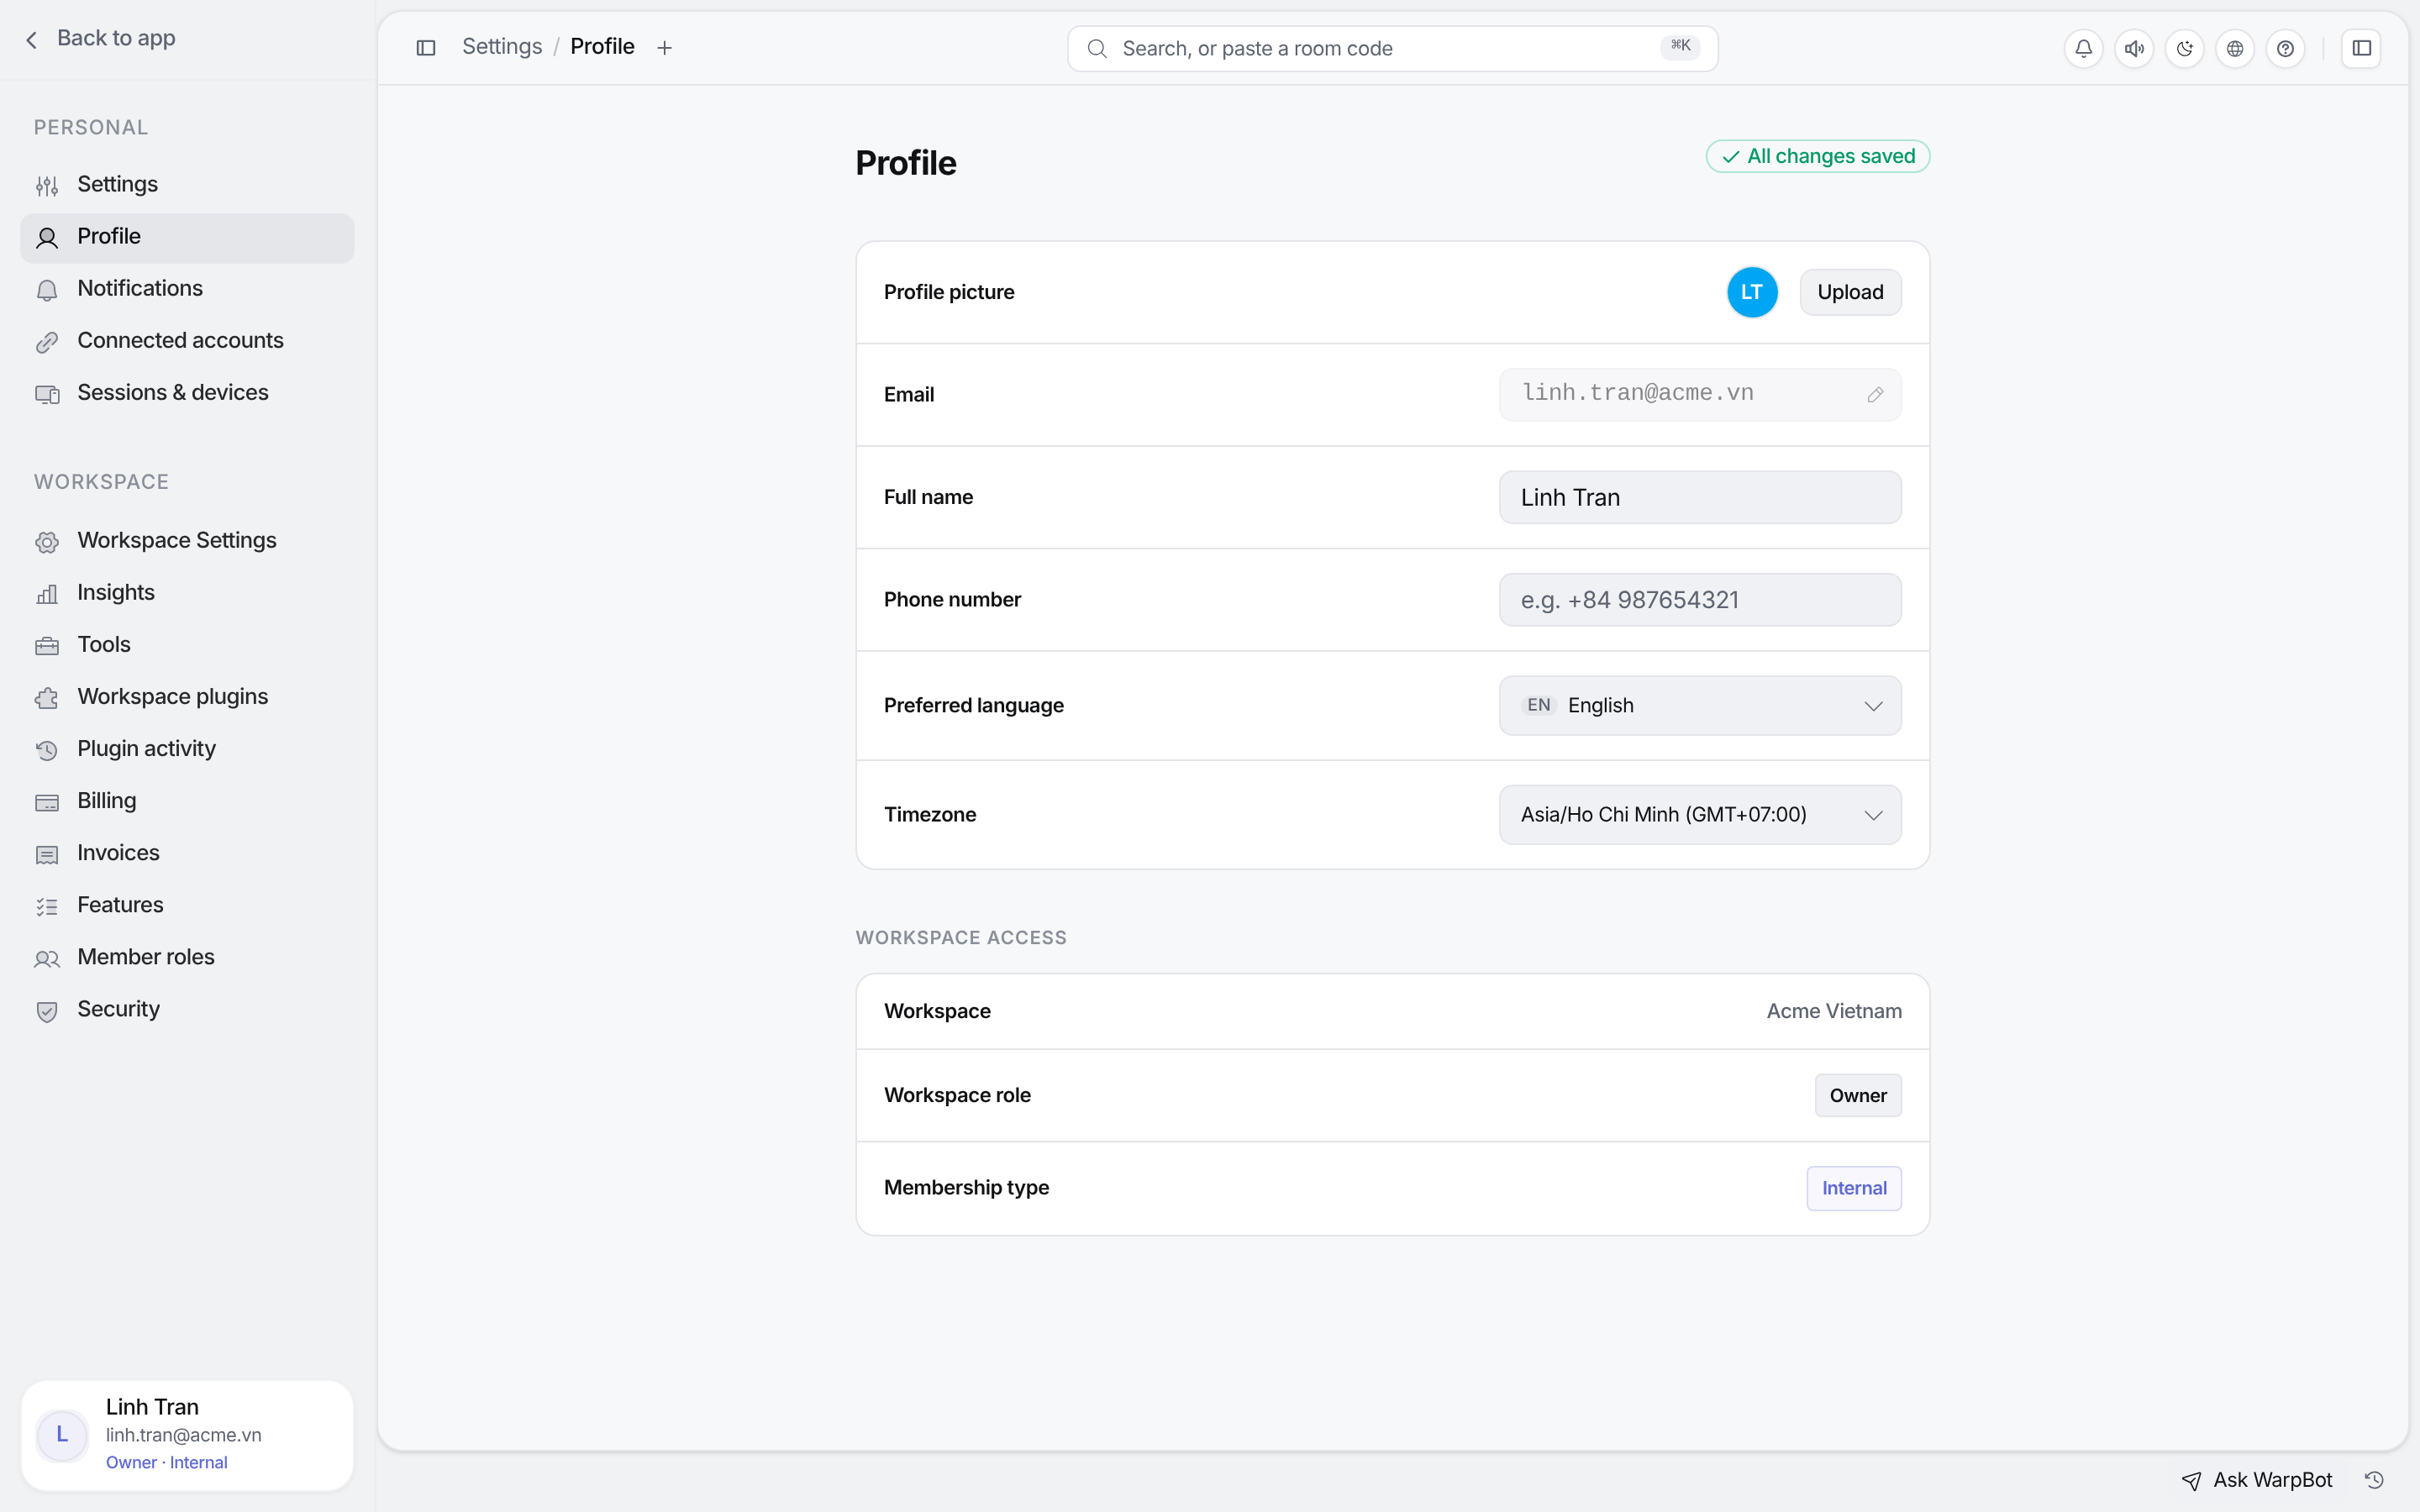 Back to app
PERSONAL
Settings
Profile
Notifications
Connected accounts
Sessions & devices
WORKSPACE
Workspace Settings
Insights
Tools
Workspace plugins
Plugin activity
Billing
Invoices
Features
Member roles
Security
L
Linh Tran
linh.tran@acme.vn
Owner · Internal
Settings / Profile +
Search, or paste a room code ⌘K
Profile
All changes saved
Profile picture LT Upload
Email linh.tran@acme.vn
Full name Linh Tran
Phone number e.g. +84 987654321
Preferred language EN English
Timezone Asia/Ho Chi Minh (GMT+07:00)
WORKSPACE ACCESS
Workspace Acme Vietnam
Workspace role Owner
Membership type Internal
Ask WarpBot